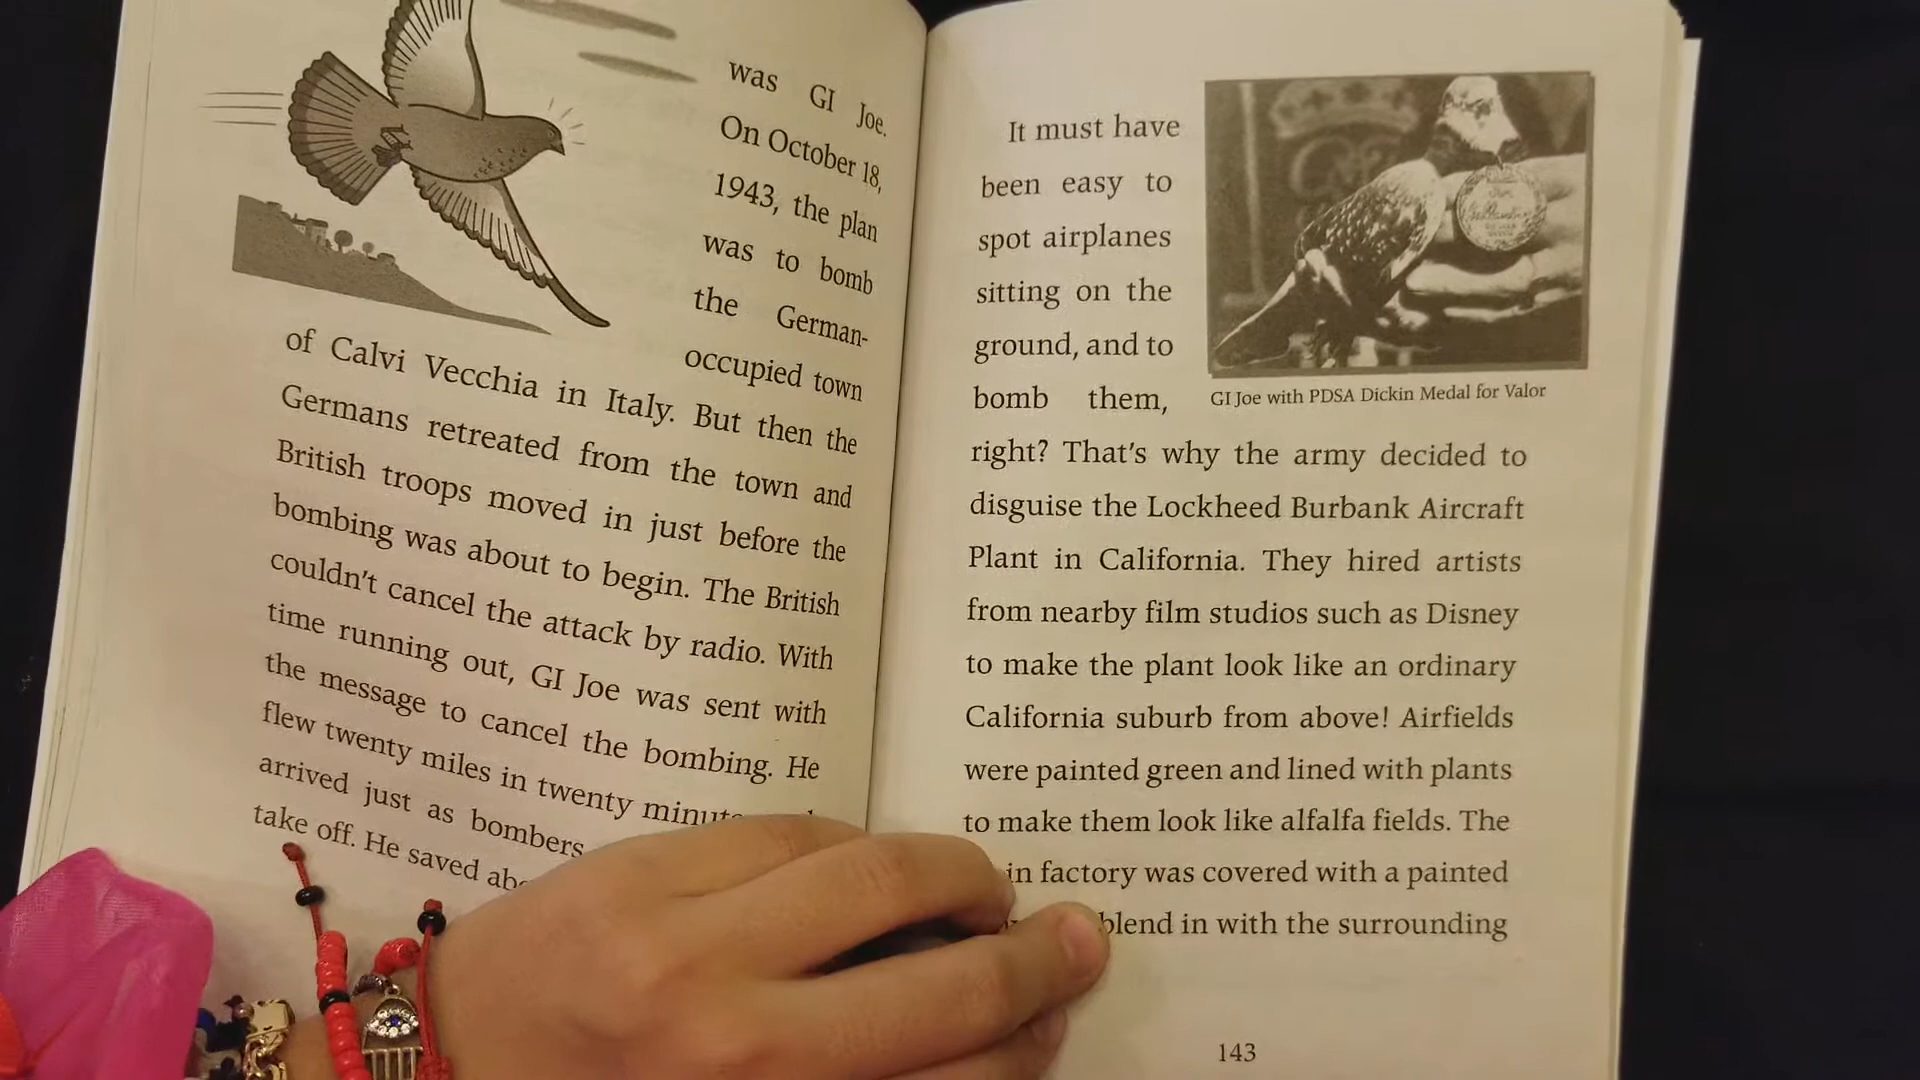 was GI Joe.
On October 18,
1943, the plan
was to bomb
the German-
occupied town
of Calvi Vecchia in Italy. But then the
Germans retreated from the town and
British troops moved in just before the
bombing was about to begin. The British
couldn't cancel the attack by radio. With
time running out, GI Joe was sent with
the message to cancel the bombing. He
flew twenty miles in twenty
arrived just as bombers
take off. He saved
It must have
been easy to
spot airplanes
sitting on the
ground, and to
bomb them,
GI Joe with PDSA Dickin Medal for Valor
right? That's why the army decided to
disguise the Lockheed Burbank Aircraft
Plant in California. They hired artists
from nearby film studios such as Disney
to make the plant look like an ordinary
California suburb from above! Airfields
were painted green and lined with plants
to make them look like alfalfa fields. The
factory was covered with a painted
blend in with the surrounding
143